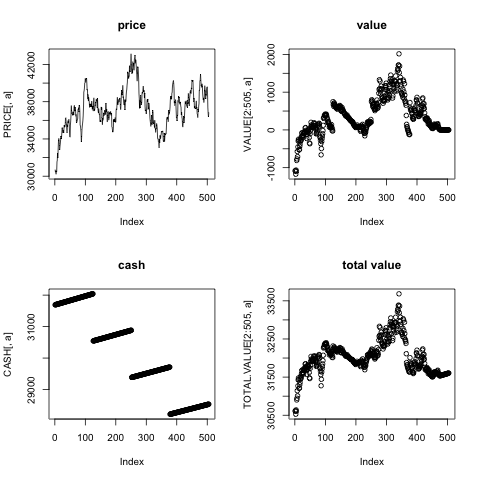 price
PRICE[, a]
30000 34000 38000 42000
0 100 200 300 400 500
Index
value
VALUE[2:505, a]
-1000 0 1000 2000
0 100 200 300 400 500
Index
cash
CASH[, a]
29000 31000
0 100 200 300 400 500
Index
total value
TOTAL.VALUE[2:505, a]
30500 31500 32500 33500
0 100 200 300 400 500
Index